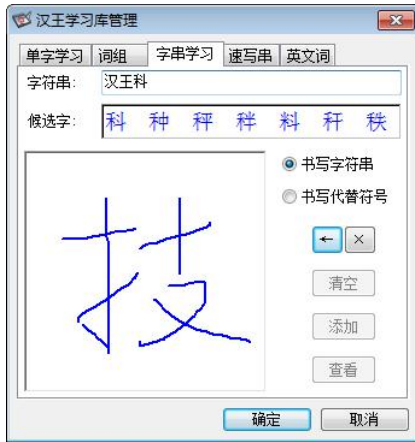 汉王学习库管理
单字学习 词组 字串学习 速写串 英文词
字符串: 汉王科
候选字: 科 种 秤 秚 料 秆 秩
书写字符串
书写代替符号
技
← ×
清空
添加
查看
确定 取消